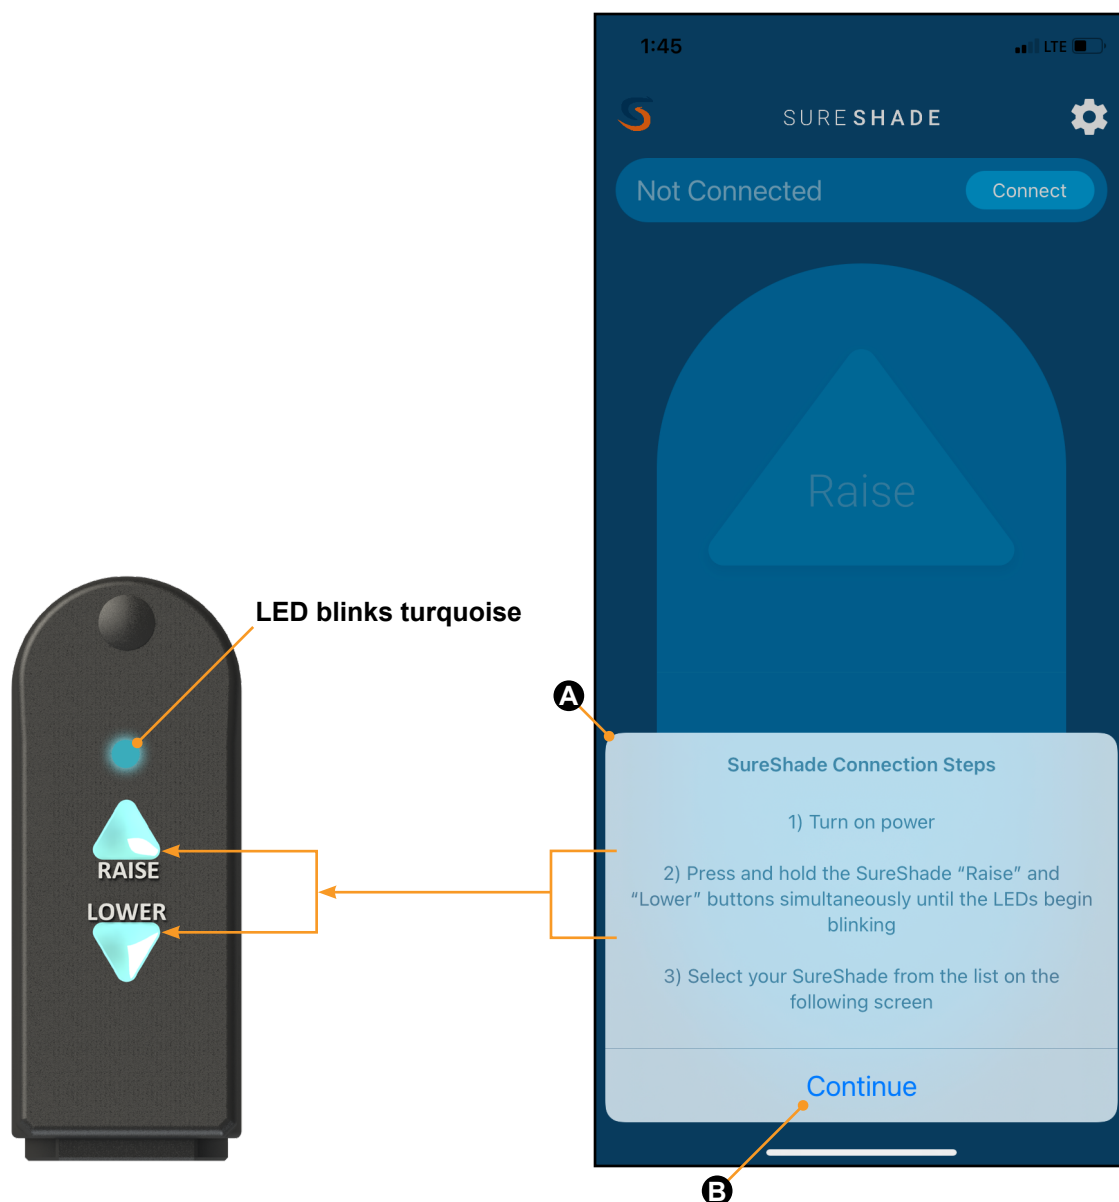 1:45
LTE
SURESHADE
Not Connected
Connect
Raise
LED blinks turquoise
RAISE
LOWER
A
SureShade Connection Steps
1) Turn on power
2) Press and hold the SureShade “Raise” and
“Lower” buttons simultaneously until the LEDs begin
blinking
3) Select your SureShade from the list on the
following screen
Continue
B